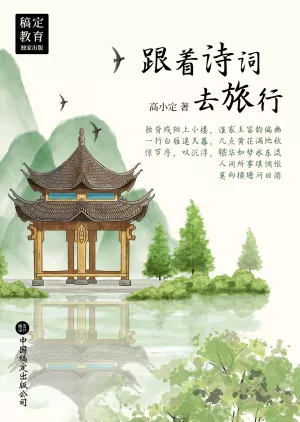 稿定
教育
独家出版
跟着诗词
去旅行
高小定 著
独背残阳上小楼，谁家玉笛韵偏幽
一行白雁遥天暮，几点黄花满地秋
惊节序，叹沉浮，秾华如梦水东流
人间所事堪惆怅
莫向横塘问旧游
中国稿定出版公司